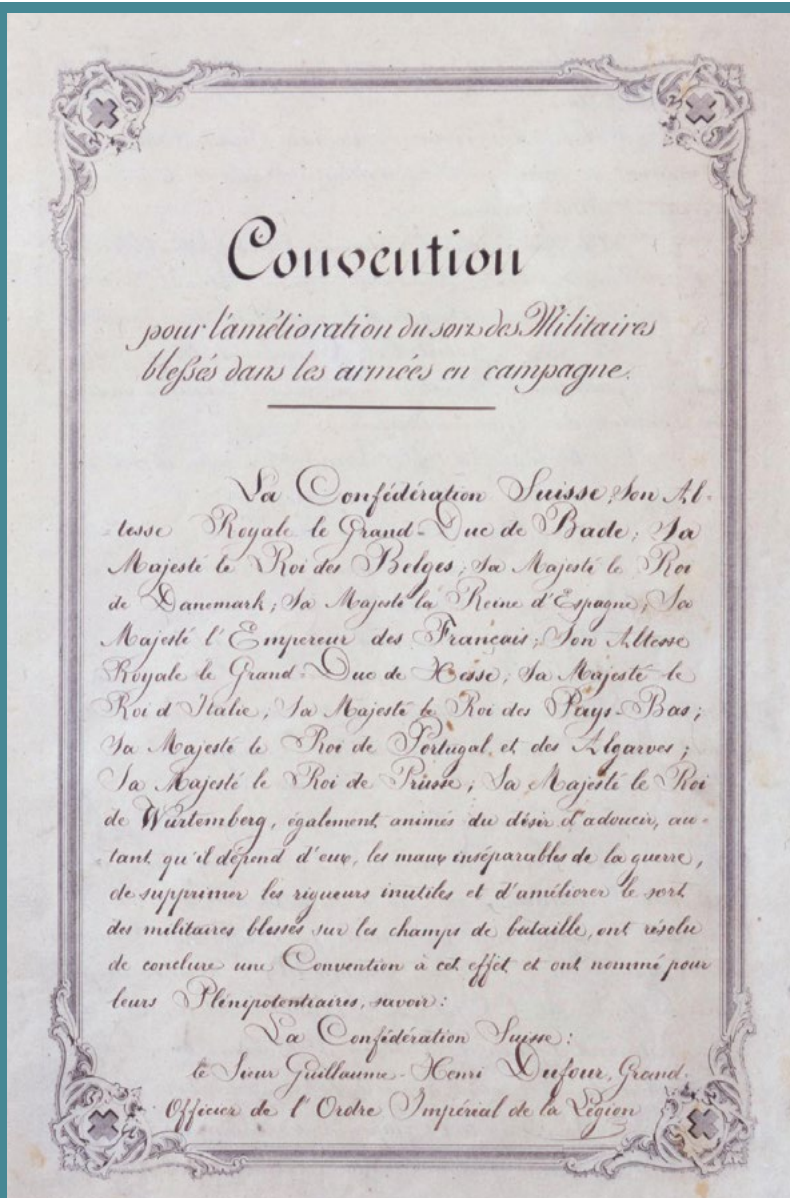 Convention
pour l'amélioration du sort des Militaires
blessés dans les armées en campagne.
La Confédération Suisse; Son Al-
tesse Royale le Grand-Duc de Bade; Sa
Majesté le Roi des Belges; Sa Majesté le Roi
de Danemark; Sa Majesté la Reine d'Espagne; Sa
Majesté l'Empereur des Français; Son Altesse
Royale le Grand-Duc de Hesse; Sa Majesté le
Roi d'Italie; Sa Majesté le Roi des Pays-Bas;
Sa Majesté le Roi de Portugal et des Algarves;
Sa Majesté le Roi de Prusse; Sa Majesté le Roi
de Würtemberg, également animés du désir d'adoucir, au-
tant qu'il dépend d'eux, les maux inséparables de la guerre,
de supprimer les rigueurs inutiles et d'améliorer le sort
des militaires blessés sur les champs de bataille, ont résolu
de conclure une Convention à cet effet et ont nommé pour
leurs Plénipotentiaires, savoir:
La Confédération Suisse:
le Sieur Guillaume-Henri Dufour, Grand-
Officier de l'Ordre Impérial de la Légion